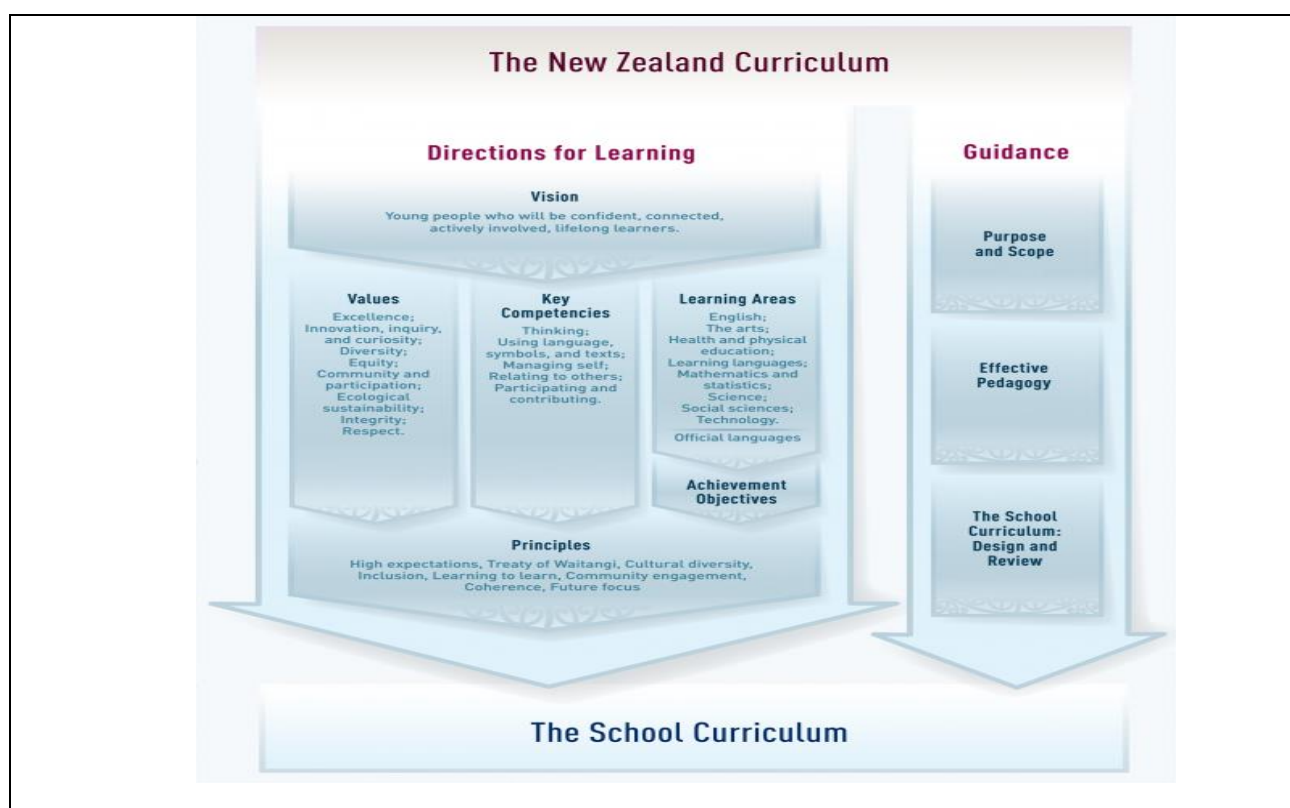 The New Zealand Curriculum
Directions for Learning
Vision
Young people who will be confident, connected,
actively involved, lifelong learners.
Values
Excellence;
Innovation, inquiry,
and curiosity;
Diversity;
Equity;
Community and
participation;
Ecological
sustainability;
Integrity;
Respect.
Key
Competencies
Thinking;
Using language,
symbols, and texts;
Managing self;
Relating to others;
Participating and
contributing.
Learning Areas
English;
The arts;
Health and physical
education;
Learning languages;
Mathematics and
statistics;
Science;
Social sciences;
Technology.
Official languages
Achievement
Objectives
Principles
High expectations, Treaty of Waitangi, Cultural diversity,
Inclusion, Learning to learn, Community engagement,
Coherence, Future focus
Guidance
Purpose
and Scope
Effective
Pedagogy
The School
Curriculum:
Design and
Review
The School Curriculum